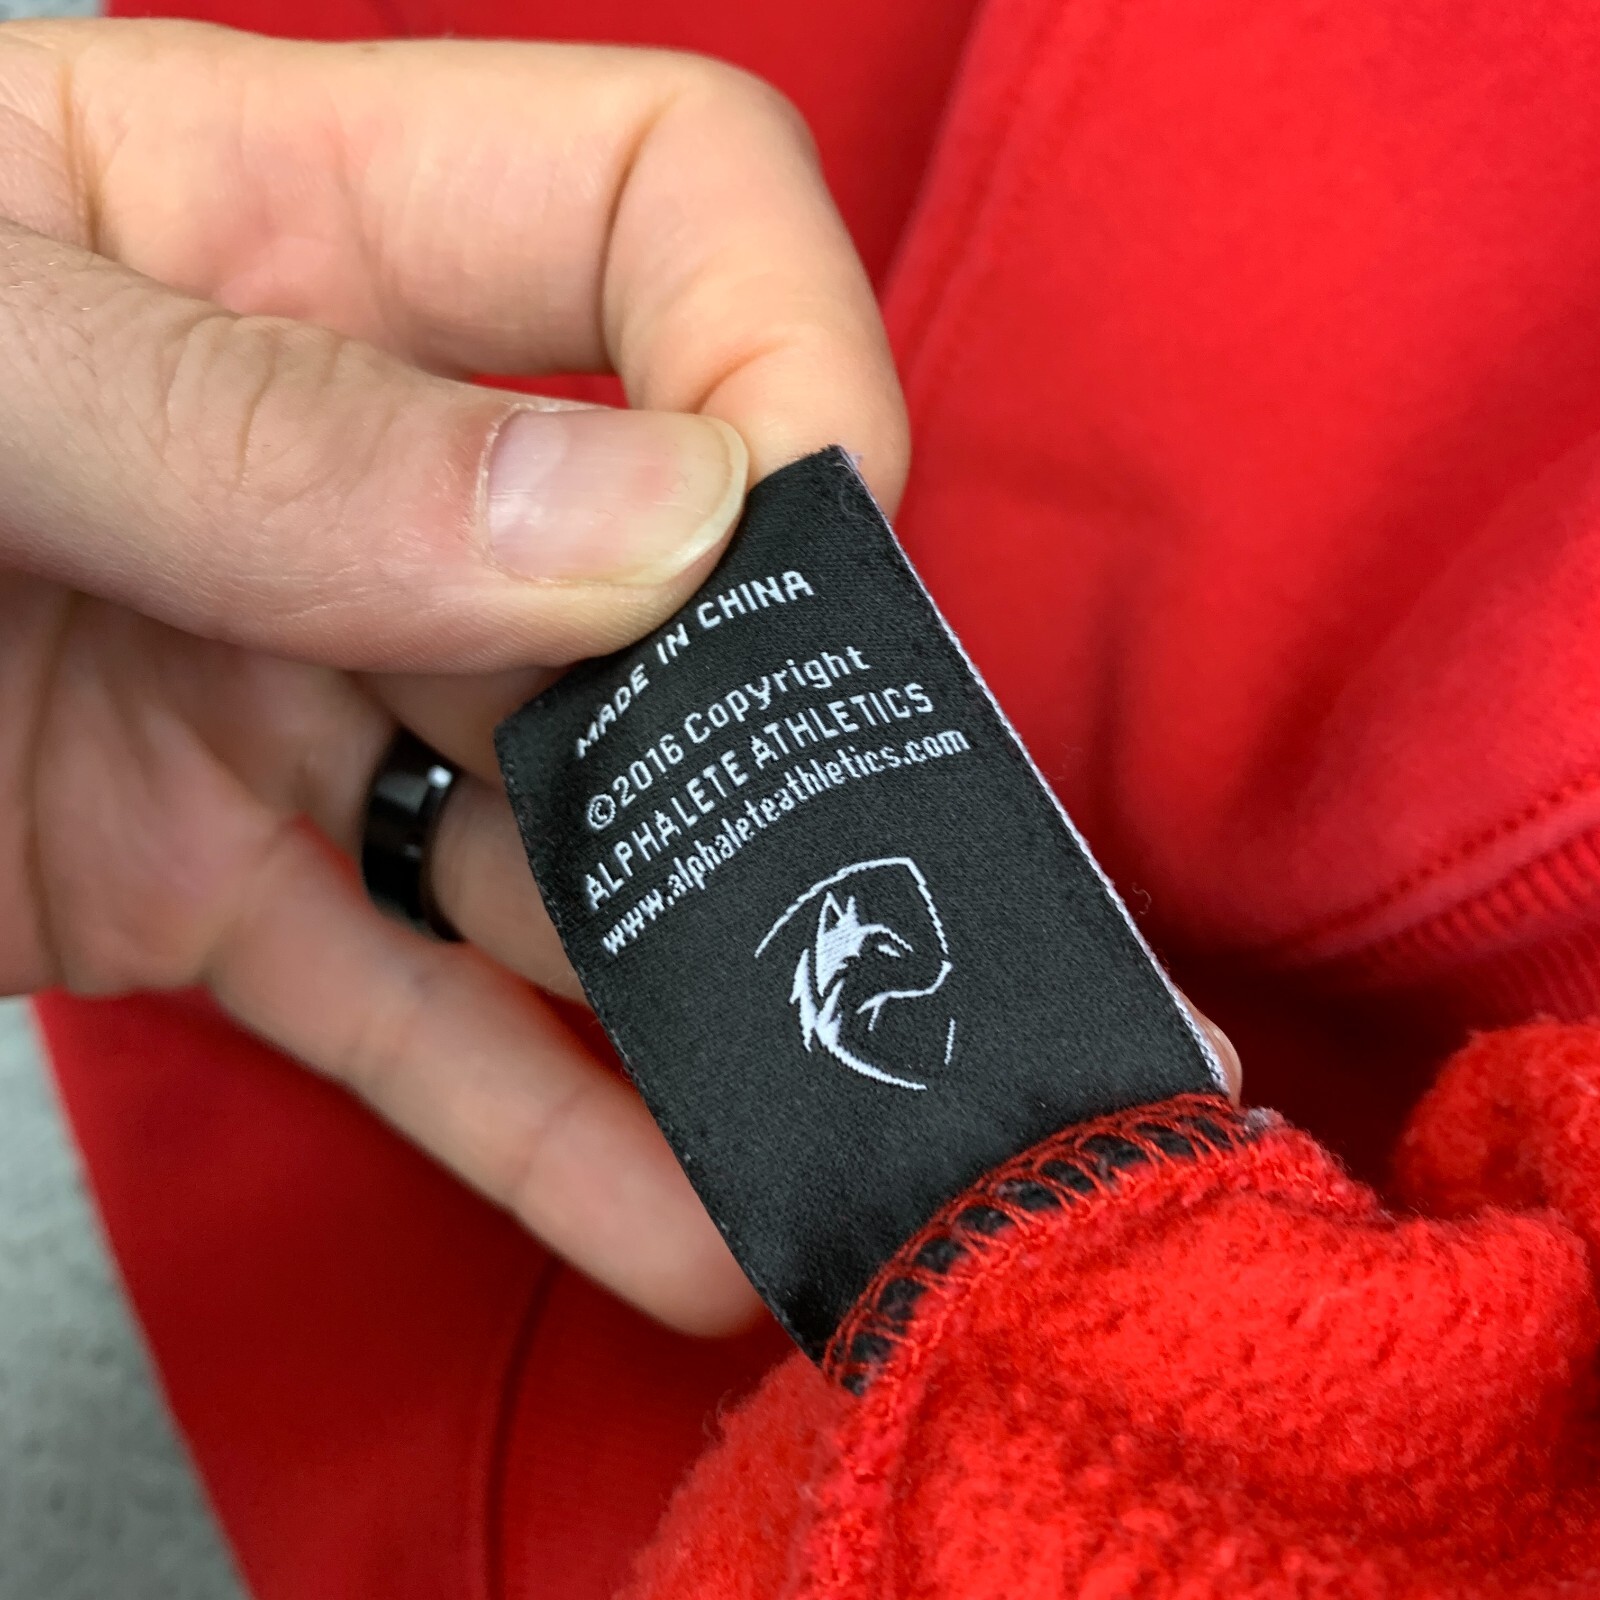 MADE IN CHINA
©2016 Copyright
ALPHALETE ATHLETICS
www.alphaleteathletics.com